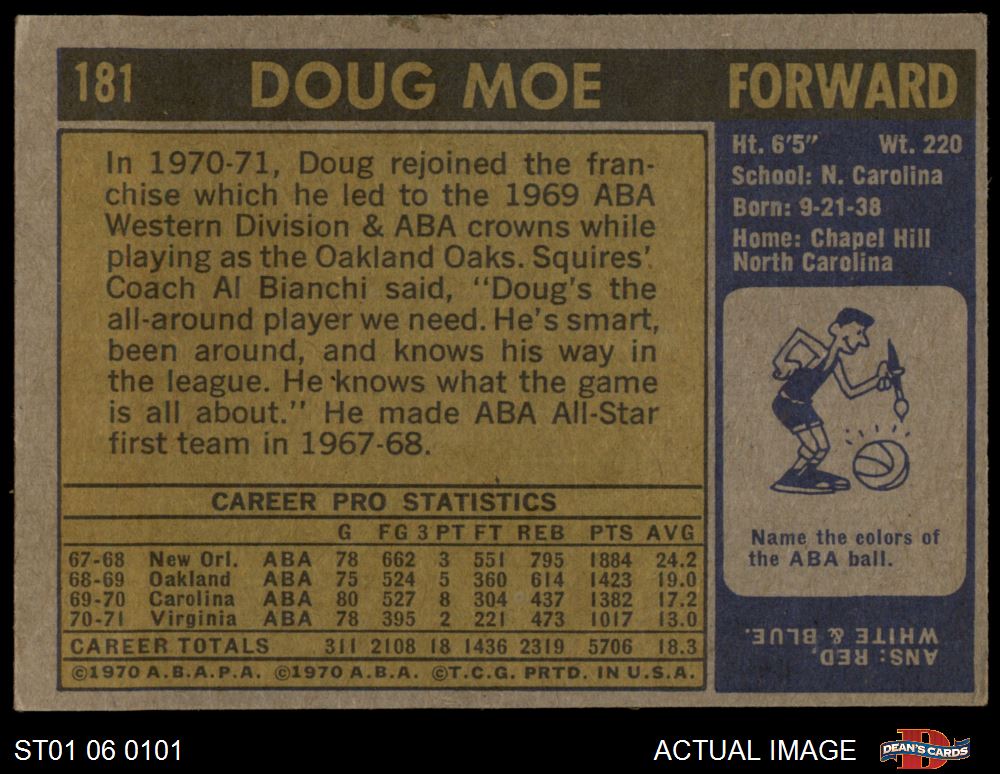 181 DOUG MOE FORWARD
In 1970-71, Doug rejoined the fran-
chise which he led to the 1969 ABA
Western Division & ABA crowns while
playing as the Oakland Oaks. Squires'
Coach Al Bianchi said, "Doug's the
all-around player we need. He's smart,
been around, and knows his way in
the league. He knows what the game
is all about." He made ABA All-Star
first team in 1967-68.
CAREER PRO STATISTICS
G FG 3 PT FT REB PTS AVG
67-68 New Orl. ABA 78 662 3 551 795 1884 24.2
68-69 Oakland ABA 75 524 5 360 614 1423 19.0
69-70 Carolina ABA 80 527 8 304 437 1382 17.2
70-71 Virginia ABA 78 395 2 221 473 1017 13.0
CAREER TOTALS 311 2108 18 1436 2319 5706 18.3
©1970 A.B.A.P.A. ©1970 A.B.A. ©T.C.G. PRTD. IN U.S.A.
Ht. 6'5" Wt. 220
School: N. Carolina
Born: 9-21-38
Home: Chapel Hill
North Carolina
Name the colors of
the ABA ball.
ANS: RED,
WHITE & BLUE.
ST01 06 0101
ACTUAL IMAGE
DEAN'S CARDS